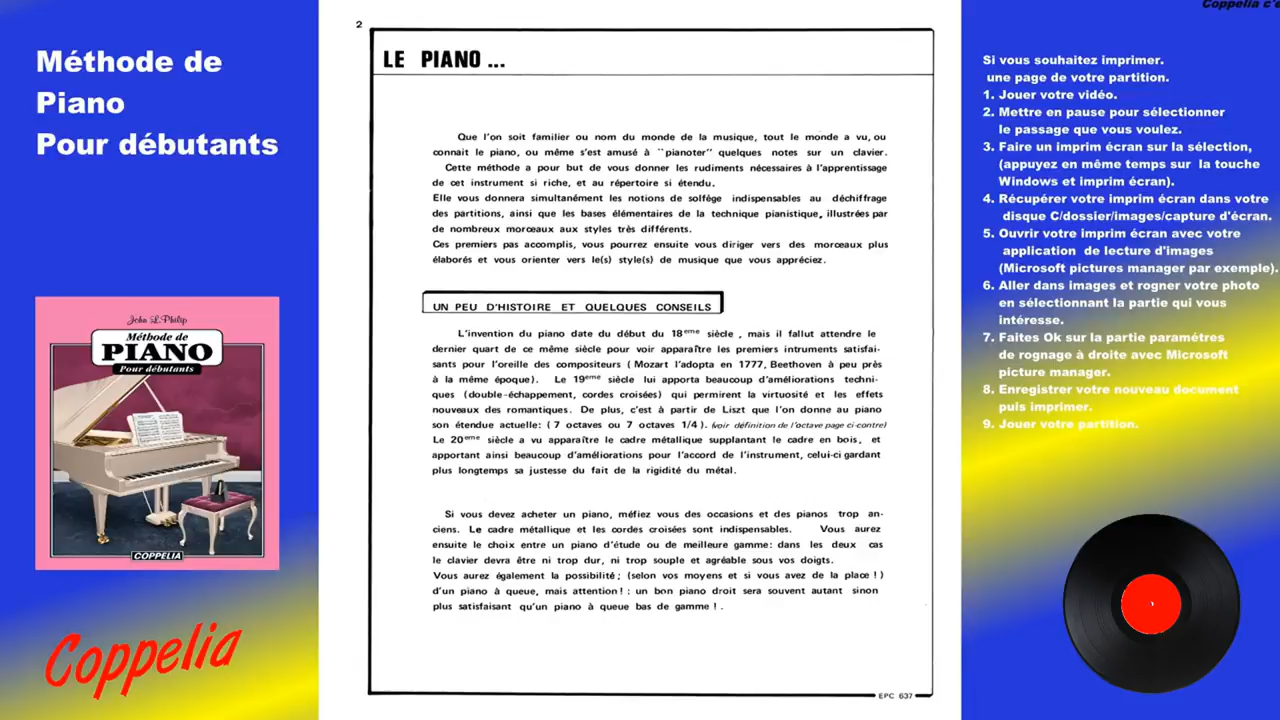 Méthode de
Piano
Pour débutants
John L. Philip
Méthode de
PIANO
Pour débutants
COPPELIA
Coppelia
2
LE PIANO ...
Que l'on soit familier ou nom du monde de la musique, tout le monde a vu, ou
connait le piano, ou même s'est amusé à ``pianoter'' quelques notes sur un clavier.
Cette méthode a pour but de vous donner les rudiments nécessaires à l'apprentissage
de cet instrument si riche, et au répertoire si étendu.
Elle vous donnera simultanément les notions de solfège indispensables au déchiffrage
des partitions, ainsi que les bases élémentaires de la technique pianistique, illustrées par
de nombreux morceaux aux styles très différents.
Ces premiers pas accomplis, vous pourrez ensuite vous diriger vers des morceaux plus
élaborés et vous orienter vers le(s) style(s) de musique que vous appréciez.
UN PEU D'HISTOIRE ET QUELQUES CONSEILS
L'invention du piano date du début du 18eme siècle , mais il fallut attendre le
dernier quart de ce même siècle pour voir apparaître les premiers intruments satisfai-
sants pour l'oreille des compositeurs ( Mozart l'adopta en 1777, Beethoven à peu près
à la même époque). Le 19eme siècle lui apporta beaucoup d'améliorations techni-
ques (double-échappement, cordes croisées) qui permirent la virtuosité et les effets
nouveaux des romantiques. De plus, c'est à partir de Liszt que l'on donne au piano
son étendue actuelle: ( 7 octaves ou 7 octaves 1/4 ). (voir définition de l'octave page ci-contre)
Le 20eme siècle a vu apparaître le cadre métallique supplantant le cadre en bois, et
apportant ainsi beaucoup d'améliorations pour l'accord de l'instrument, celui-ci gardant
plus longtemps sa justesse du fait de la rigidité du métal.
Si vous devez acheter un piano, méfiez vous des occasions et des pianos trop an-
ciens. Le cadre métallique et les cordes croisées sont indispensables. Vous aurez
ensuite le choix entre un piano d'étude ou de meilleure gamme: dans les deux cas
le clavier devra être ni trop dur, ni trop souple et agréable sous vos doigts.
Vous aurez également la possibilité ; (selon vos moyens et si vous avez de la place ! )
d'un piano à queue, mais attention ! : un bon piano droit sera souvent autant sinon
plus satisfaisant qu'un piano à queue bas de gamme ! .
EPC 637
Coppelia c'e
Si vous souhaitez imprimer.
une page de votre partition.
1. Jouer votre vidéo.
2. Mettre en pause pour sélectionner
le passage que vous voulez.
3. Faire un imprim écran sur la sélection,
(appuyez en même temps sur la touche
Windows et imprim écran).
4. Récupérer votre imprim écran dans votre
disque C/dossier/images/capture d'écran.
5. Ouvrir votre imprim écran avec votre
application de lecture d'images
(Microsoft pictures manager par exemple).
6. Aller dans images et rogner votre photo
en sélectionnant la partie qui vous
intéresse.
7. Faites Ok sur la partie paramétres
de rognage à droite avec Microsoft
picture manager.
8. Enregistrer votre nouveau document
puis imprimer.
9. Jouer votre partition.